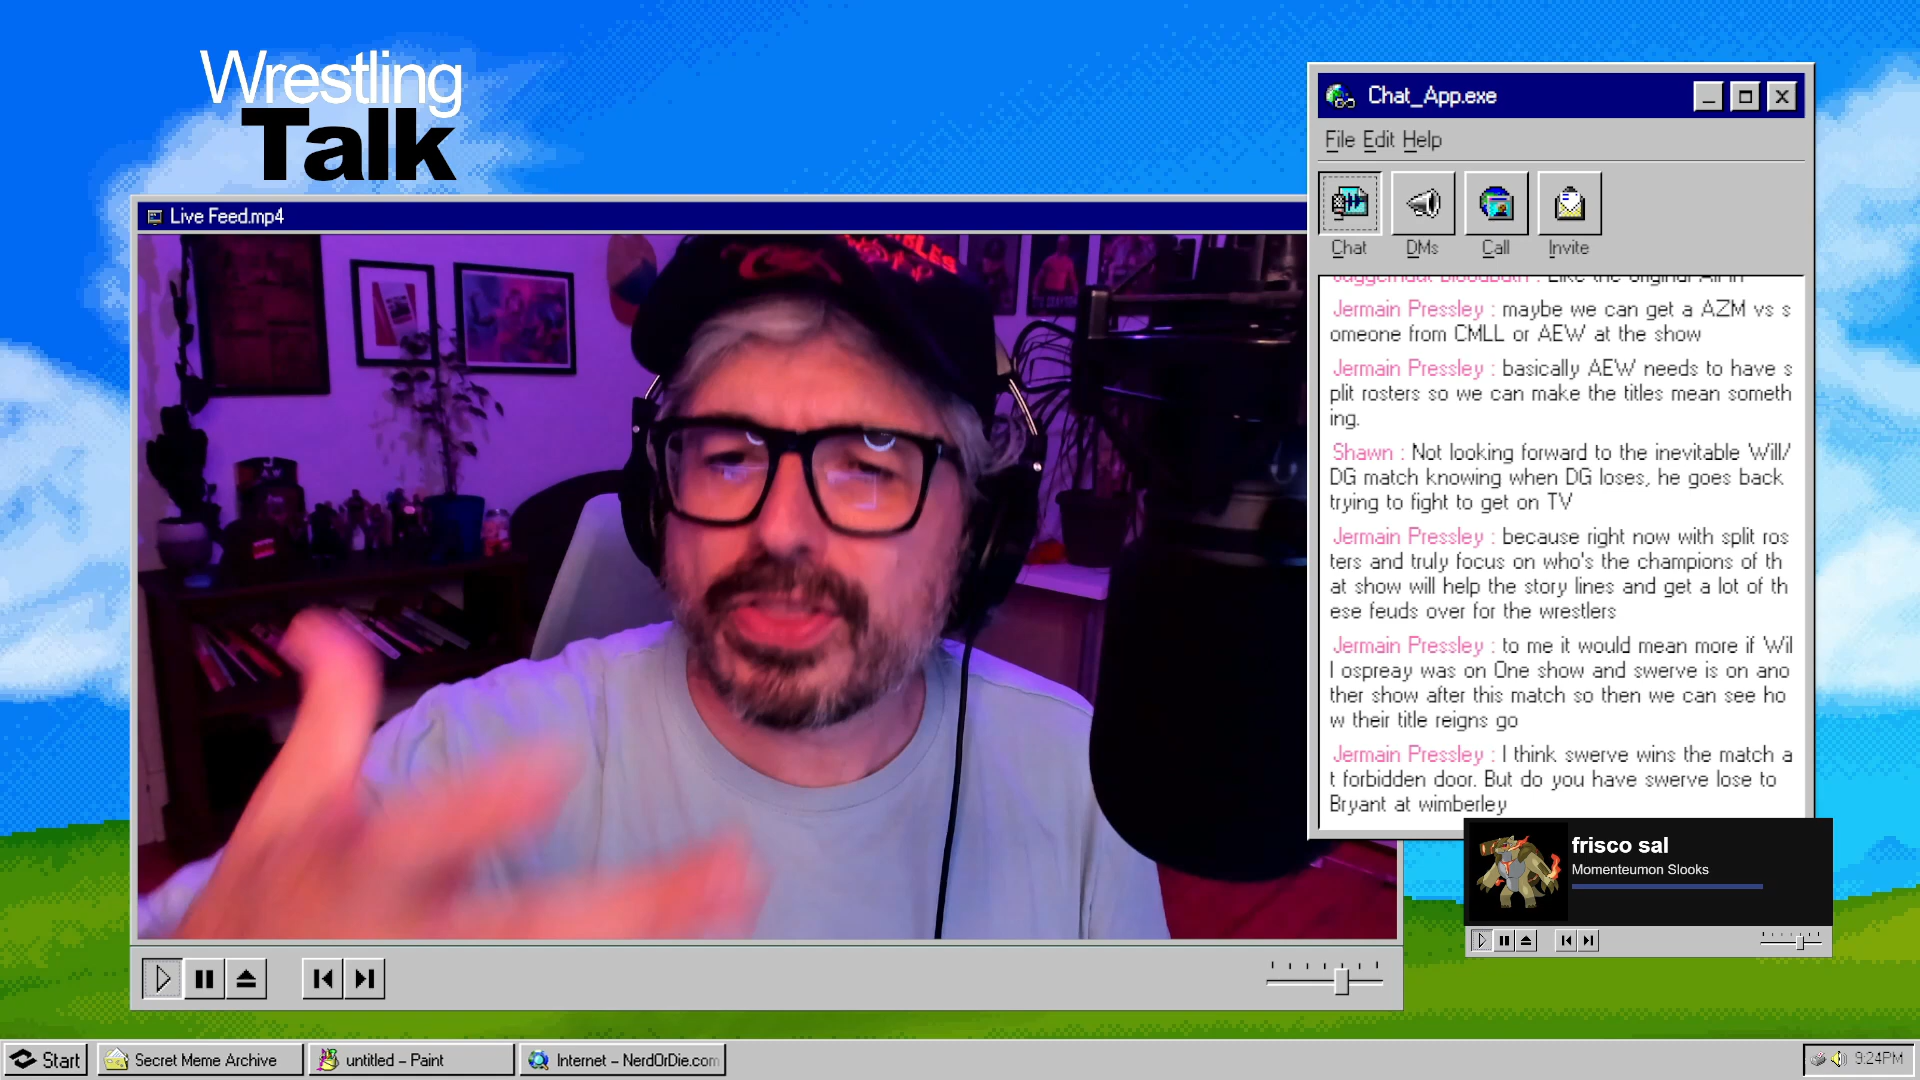 Wrestling
Talk
Live Feed.mp4
Chat_App.exe
File Edit Help
Chat DMs Call Invite
Juggernaut Bloodbath : Like the original All In
Jermain Pressley : maybe we can get a AZM vs s
omeone from CMLL or AEW at the show
Jermain Pressley : basically AEW needs to have s
plit rosters so we can make the titles mean someth
ing.
Shawn : Not looking forward to the inevitable Will/
DG match knowing when DG loses, he goes back
trying to fight to get on TV
Jermain Pressley : because right now with split ros
ters and truly focus on who's the champions of th
at show will help the story lines and get a lot of th
ese feuds over for the wrestlers
Jermain Pressley : to me it would mean more if Wil
l ospreay was on One show and swerve is on ano
ther show after this match so then we can see ho
w their title reigns go
Jermain Pressley : I think swerve wins the match a
t forbidden door. But do you have swerve lose to
Bryant at wimberley
frisco sal
Momenteumon Slooks
Start
Secret Meme Archive
untitled – Paint
Internet – NerdOrDie.com
9:24PM